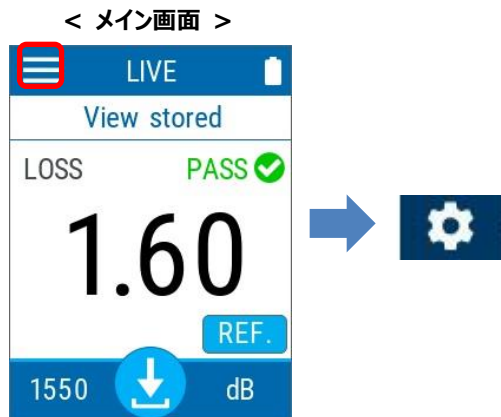 < メイン画面 >
LIVE
View stored
LOSS PASS
1.60
REF.
1550 dB